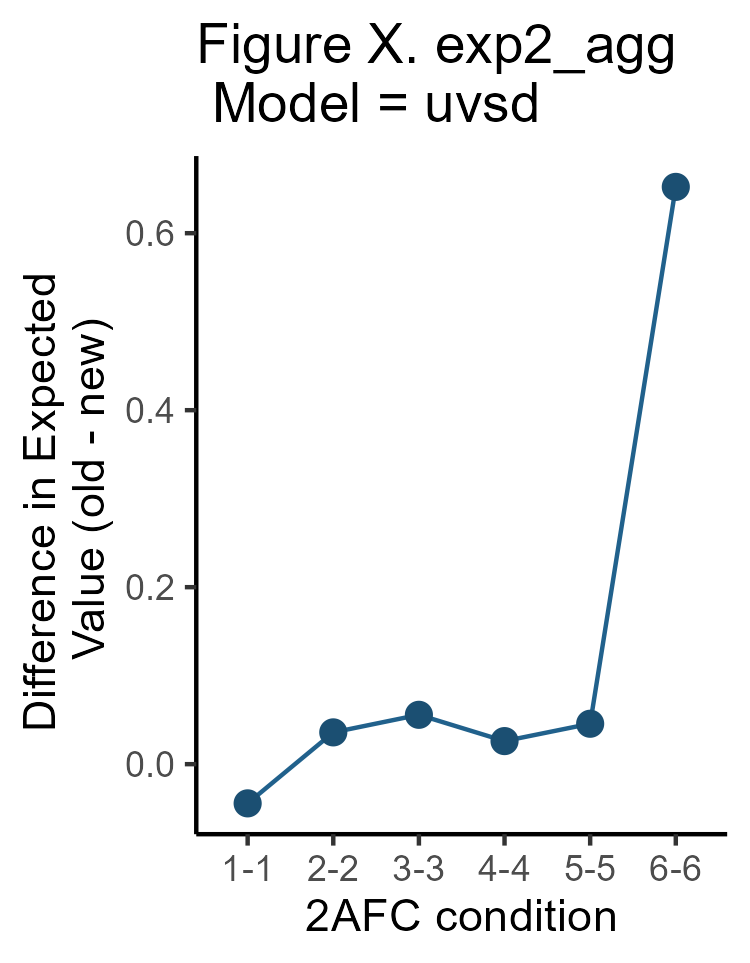 Figure X. exp2_agg
Model = uvsd
Difference in Expected
Value (old - new)
0.6
0.4
0.2
0.0
1-1 2-2 3-3 4-4 5-5 6-6
2AFC condition